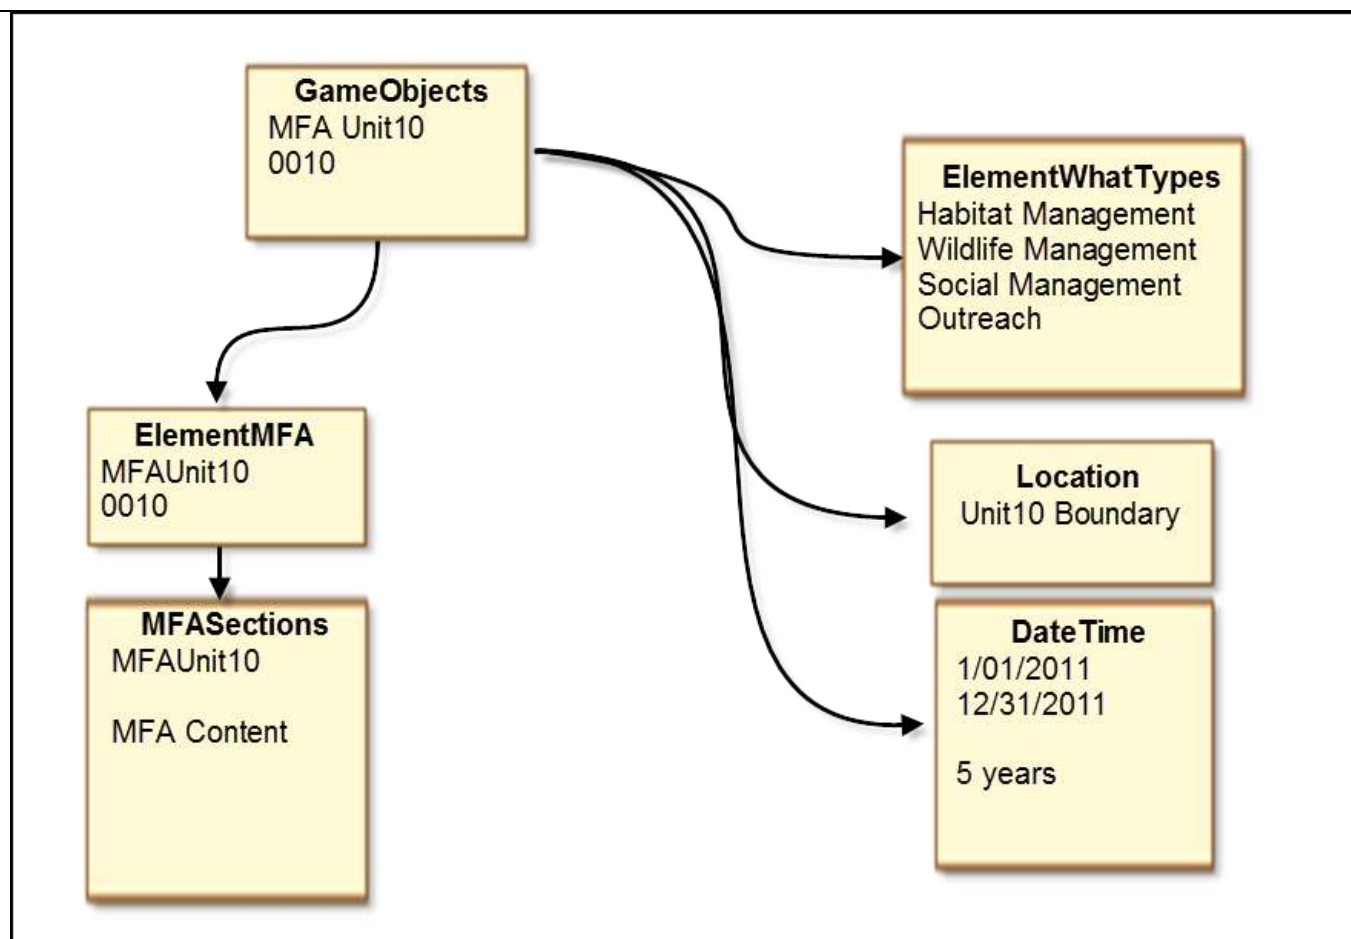 GameObjects
MFA Unit10
0010
ElementWhatTypes
Habitat Management
Wildlife Management
Social Management
Outreach
ElementMFA
MFAUnit10
0010
Location
Unit10 Boundary
MFASections
MFAUnit10
MFA Content
DateTime
1/01/2011
12/31/2011
5 years